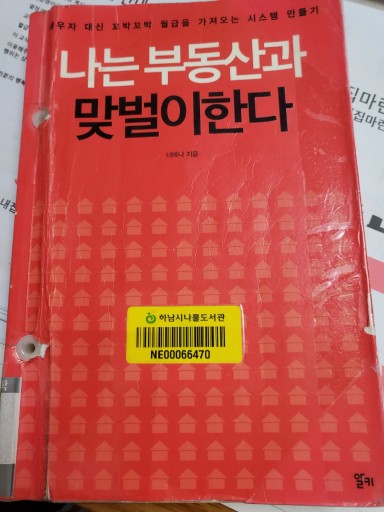 배우자 대신 꼬박꼬박 월급을 가져오는 시스템 만들기
나는 부동산과
맞벌이한다
너바나 지음
하남시나룰도서관
NE00066470
알키